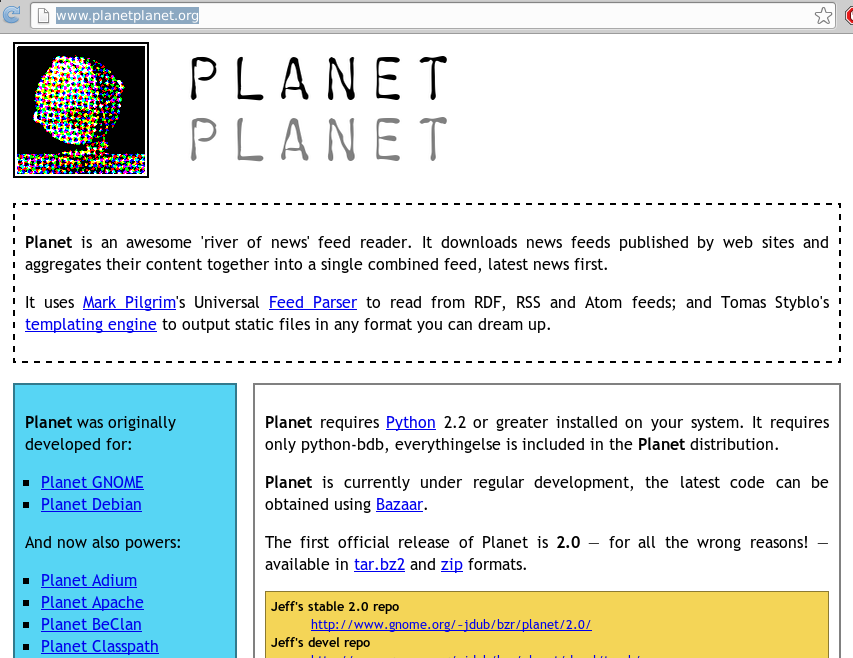 www.planetplanet.org
PLANET
PLANET
Planet is an awesome 'river of news' feed reader. It downloads news feeds published by web sites and
aggregates their content together into a single combined feed, latest news first.
It uses Mark Pilgrim's Universal Feed Parser to read from RDF, RSS and Atom feeds; and Tomas Styblo's
templating engine to output static files in any format you can dream up.
Planet was originally
developed for:
Planet GNOME
Planet Debian
And now also powers:
Planet Adium
Planet Apache
Planet BeClan
Planet Classpath
Planet requires Python 2.2 or greater installed on your system. It requires
only python-bdb, everythingelse is included in the Planet distribution.
Planet is currently under regular development, the latest code can be
obtained using Bazaar.
The first official release of Planet is 2.0 — for all the wrong reasons! —
available in tar.bz2 and zip formats.
Jeff's stable 2.0 repo
http://www.gnome.org/~jdub/bzr/planet/2.0/
Jeff's devel repo